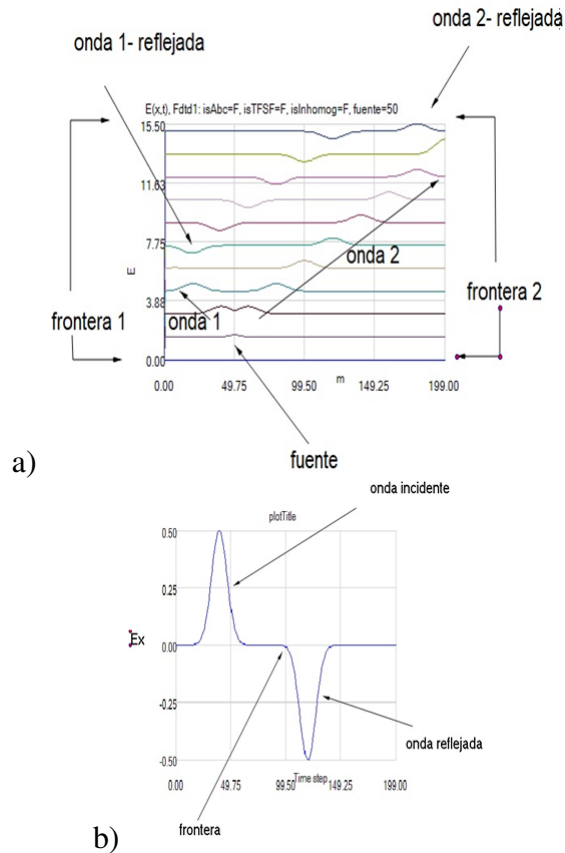 onda 2- reflejada
onda 1- reflejada
E(x,t), Fdtd1: isAbc=F, isTFSF=F, isInhomog=F, fuente=50
15.50
11.63
7.75
E
onda 2
3.88
frontera 1
onda 1
frontera 2
0.00
0.00 49.75 99.50 149.25 199.00
m
a)
fuente
onda incidente
plotTitle
0.50
0.25
Ex
0.00
-0.25
onda reflejada
-0.50
Time step
0.00 49.75 99.50 149.25 199.00
frontera
b)